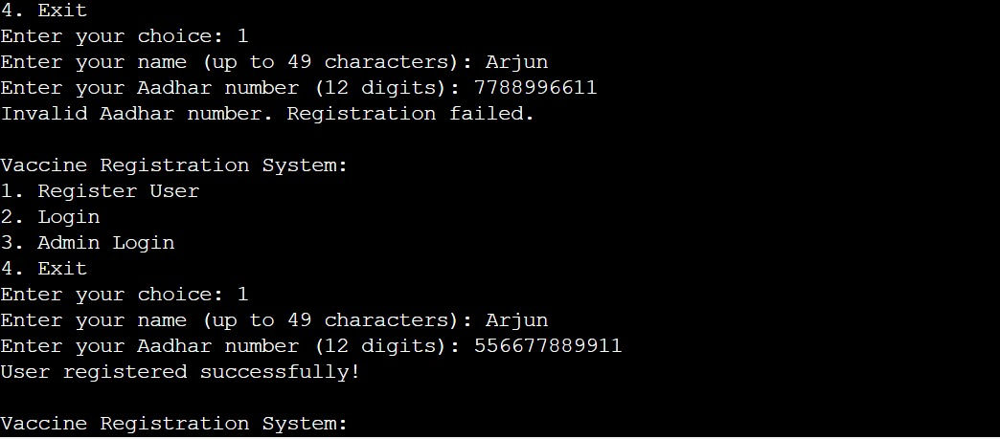 4. Exit
Enter your choice: 1
Enter your name (up to 49 characters): Arjun
Enter your Aadhar number (12 digits): 7788996611
Invalid Aadhar number. Registration failed.

Vaccine Registration System:
1. Register User
2. Login
3. Admin Login
4. Exit
Enter your choice: 1
Enter your name (up to 49 characters): Arjun
Enter your Aadhar number (12 digits): 556677889911
User registered successfully!

Vaccine Registration System: